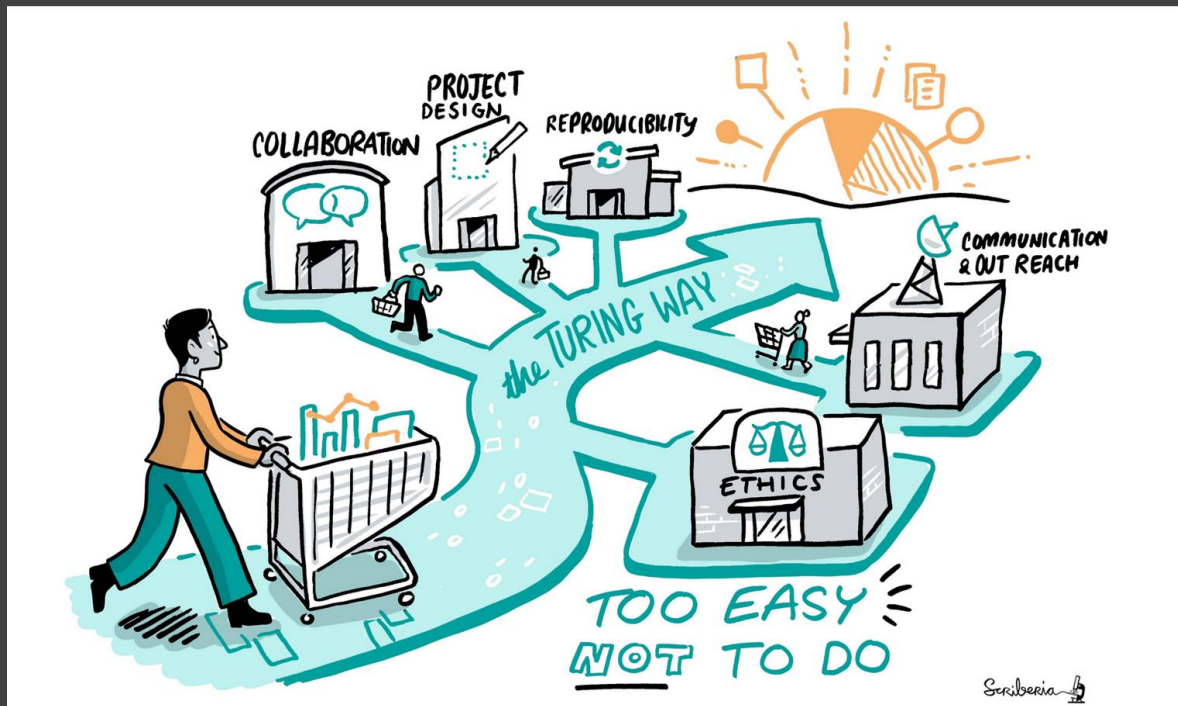 COLLABORATION
PROJECT
DESIGN
REPRODUCIBILITY
COMMUNICATION
& OUT REACH
the TURING WAY
ETHICS
TOO EASY
NOT TO DO
Scriberia